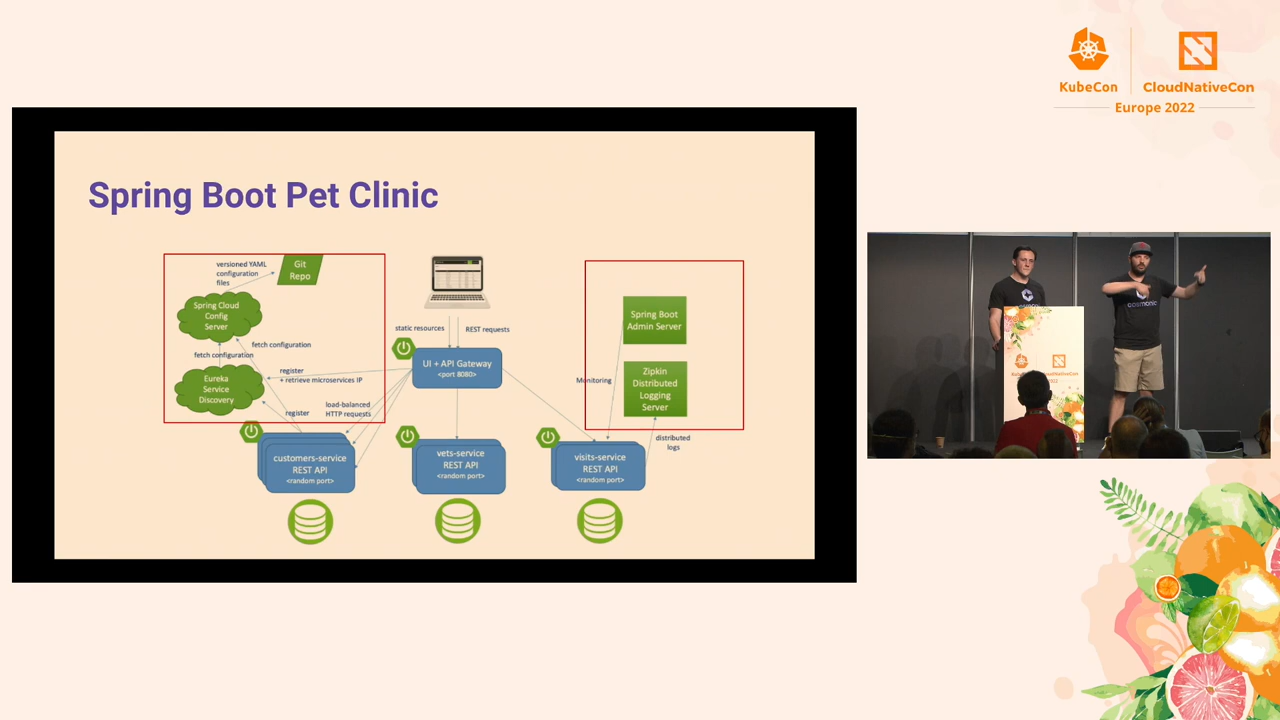 KubeCon
CloudNativeCon
Europe 2022
Spring Boot Pet Clinic
versioned YAML
configuration
files
Git
Repo
Spring Cloud
Config
Server
fetch configuration
fetch configuration
Eureka
Service
Discovery
register
+ retrieve microservices IP
register
load-balanced
HTTP requests
static resources
REST requests
UI + API Gateway
<port 8080>
Spring Boot
Admin Server
Monitoring
Zipkin
Distributed
Logging
Server
distributed
logs
customers-service
REST API
<random port>
vets-service
REST API
<random port>
visits-service
REST API
<random port>
cosmonic